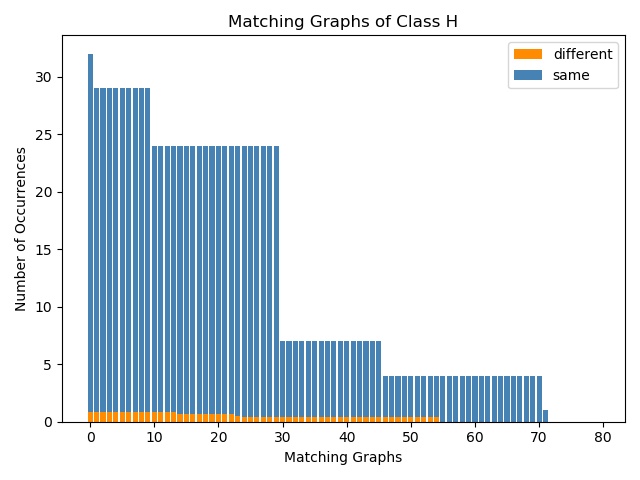 Matching Graphs of Class H
different
same
Number of Occurrences
30
25
20
15
10
5
0
0 10 20 30 40 50 60 70 80
Matching Graphs